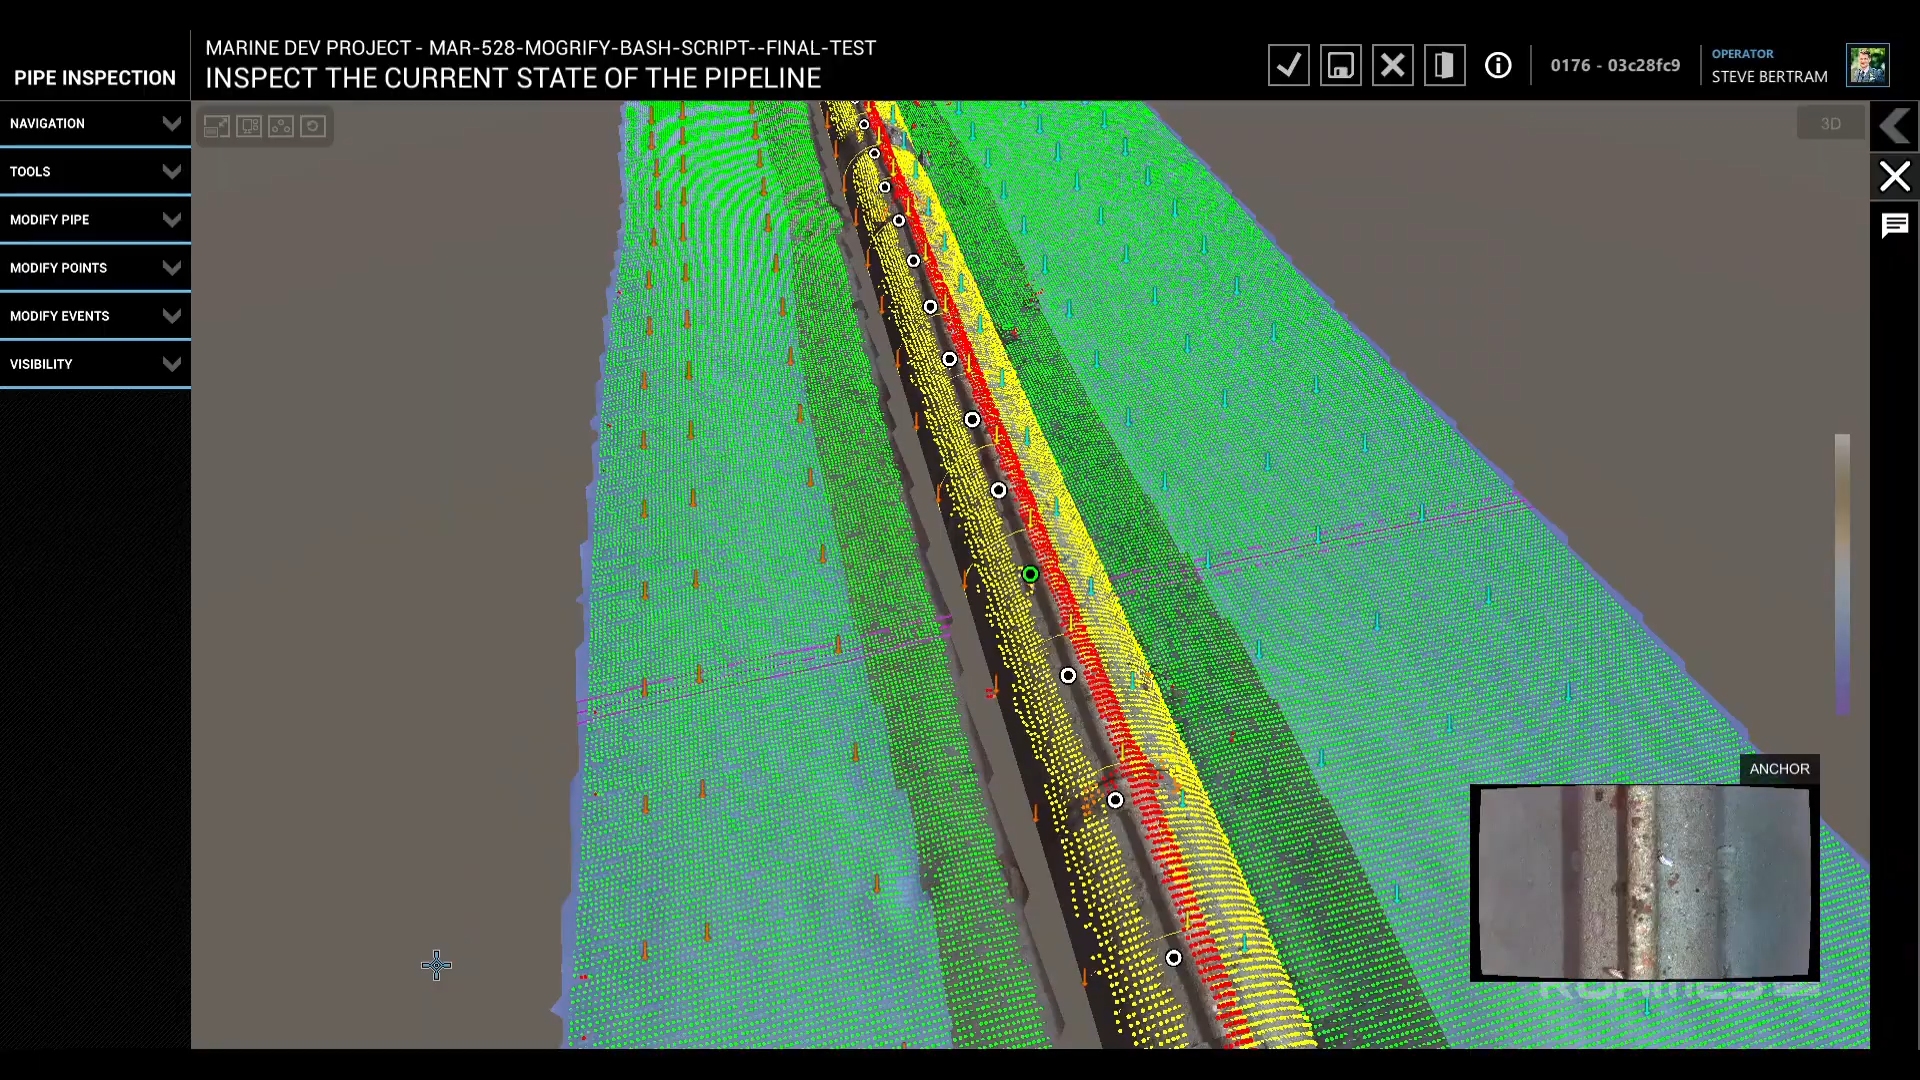 PIPE INSPECTION
MARINE DEV PROJECT - MAR-528-MOGRIFY-BASH-SCRIPT--FINAL-TEST
INSPECT THE CURRENT STATE OF THE PIPELINE
0176 - 03c28fc9
OPERATOR
STEVE BERTRAM
NAVIGATION
TOOLS
MODIFY PIPE
MODIFY POINTS
MODIFY EVENTS
VISIBILITY
3D
ANCHOR